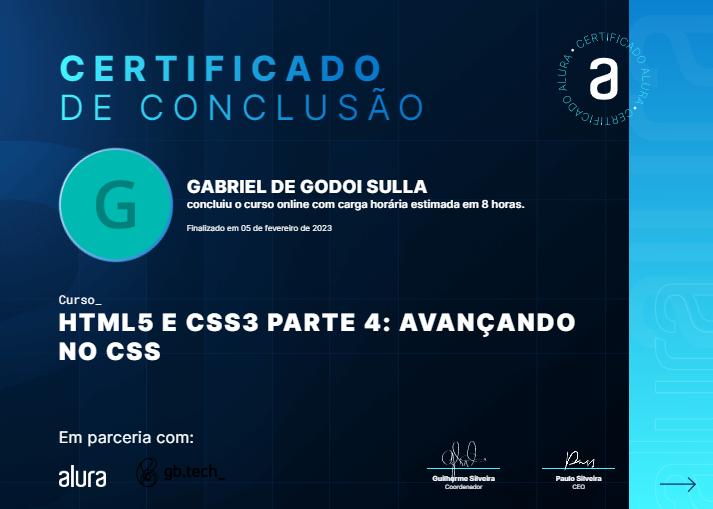 CERTIFICADO
DE CONCLUSÃO
CERTIFICADO ALURA • CERTIFICADO ALURA •
a
G
GABRIEL DE GODOI SULLA
concluiu o curso online com carga horária estimada em 8 horas.
Finalizado em 05 de fevereiro de 2023
Curso_
HTML5 E CSS3 PARTE 4: AVANÇANDO
NO CSS
Em parceria com:
alura
gb.tech_
Guilherme Silveira
Coordenador
Paulo Silveira
CEO
alura